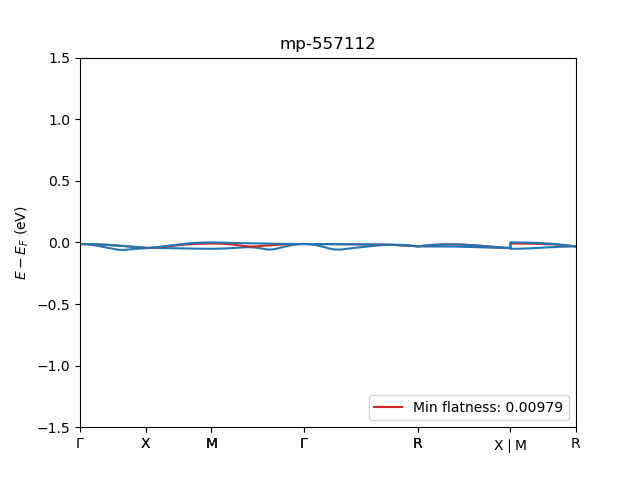 mp-557112
1.5
1.0
0.5
0.0
−0.5
−1.0
−1.5
E − E_F (eV)
Min flatness: 0.00979
Γ X M Γ R X | M R